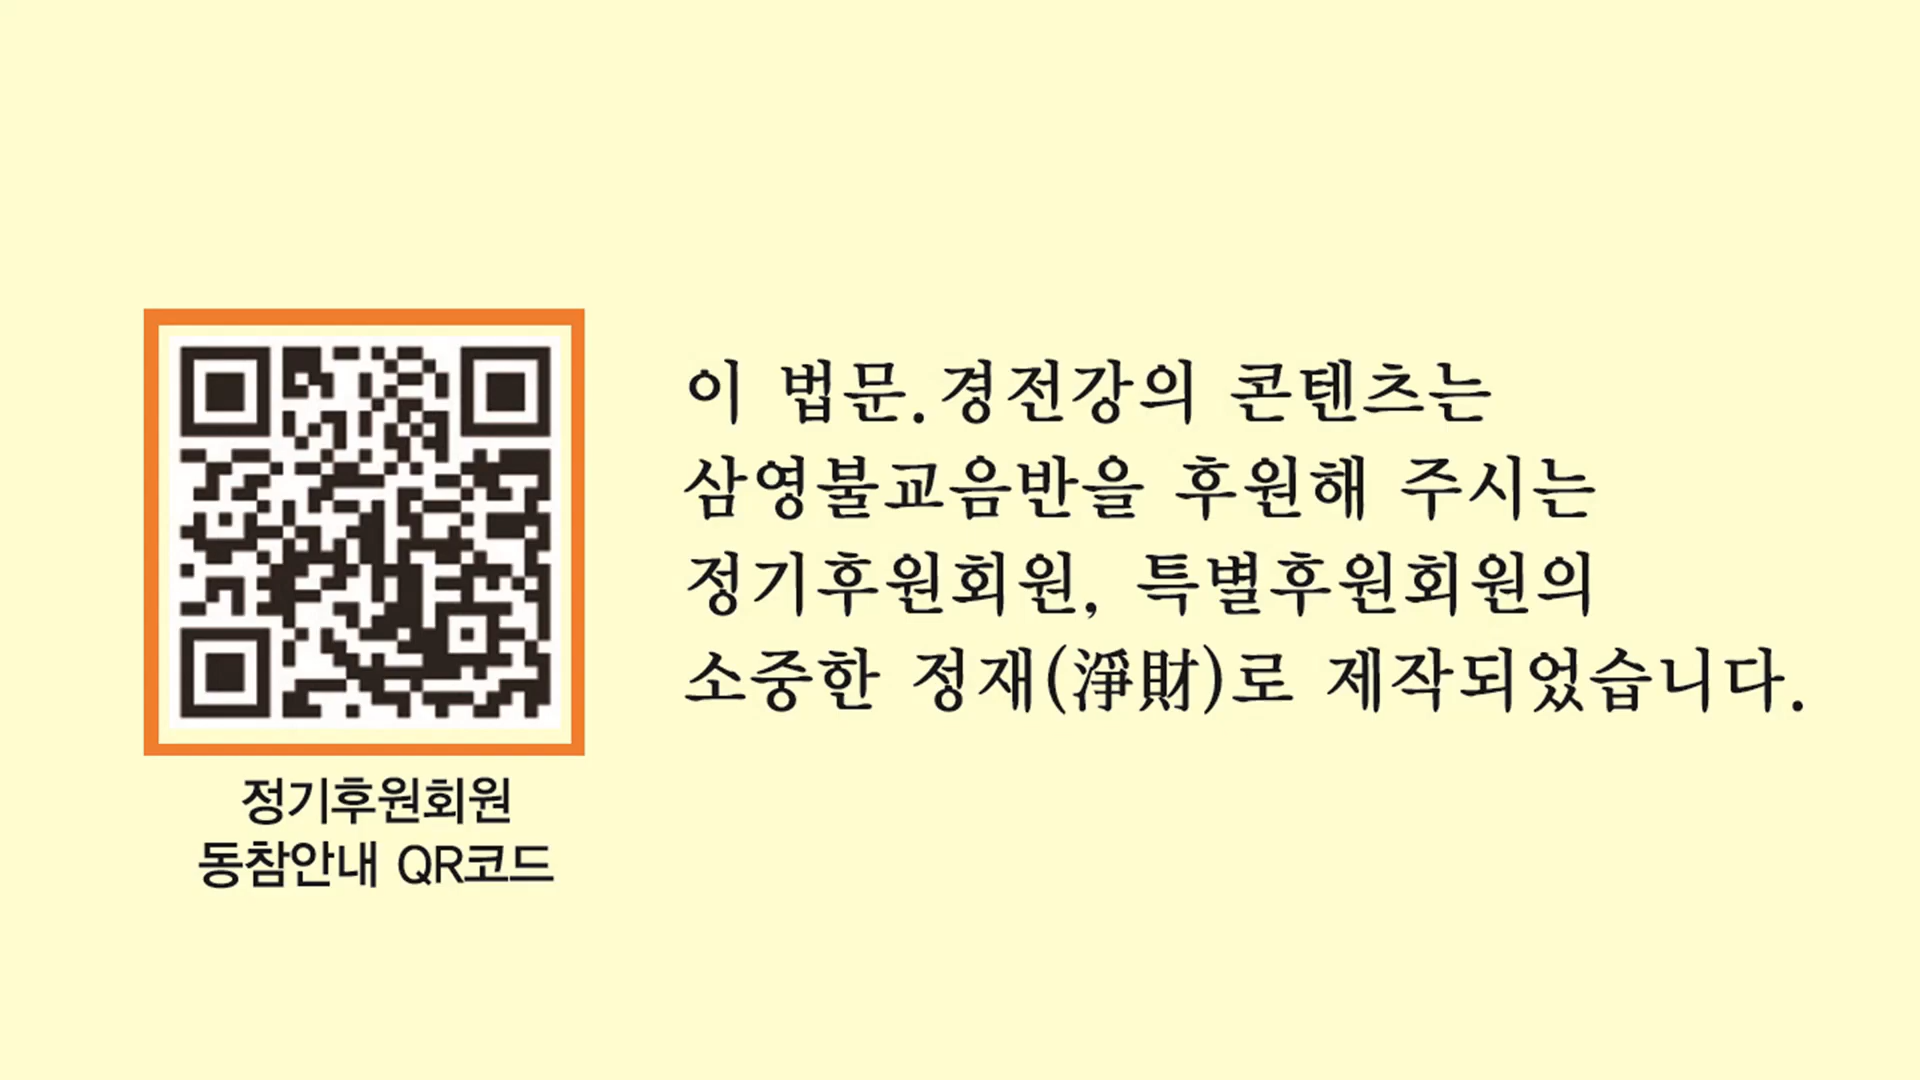 이 법문.경전강의 콘텐츠는
삼영불교음반을 후원해 주시는
정기후원회원, 특별후원회원의
소중한 정재(淨財)로 제작되었습니다.
정기후원회원
동참안내 QR코드